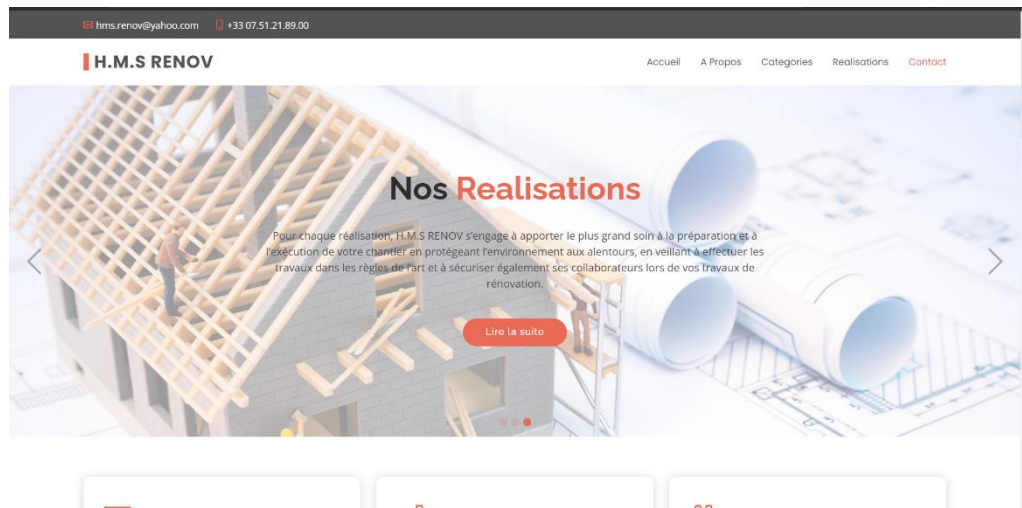 hms.renov@yahoo.com +33 07.51.21.89.00
H.M.S RENOV
Accueil A Propos Categories Realisations Contact
Nos Realisations
Pour chaque réalisation, H.M.S RENOV s'engage à apporter le plus grand soin à la préparation et à
l'exécution de votre chantier en protégeant l'environnement aux alentours, en veillant à effectuer les
travaux dans les règles de l'art et à sécuriser également ses collaborateurs lors de vos travaux de
rénovation.
Lire la suite